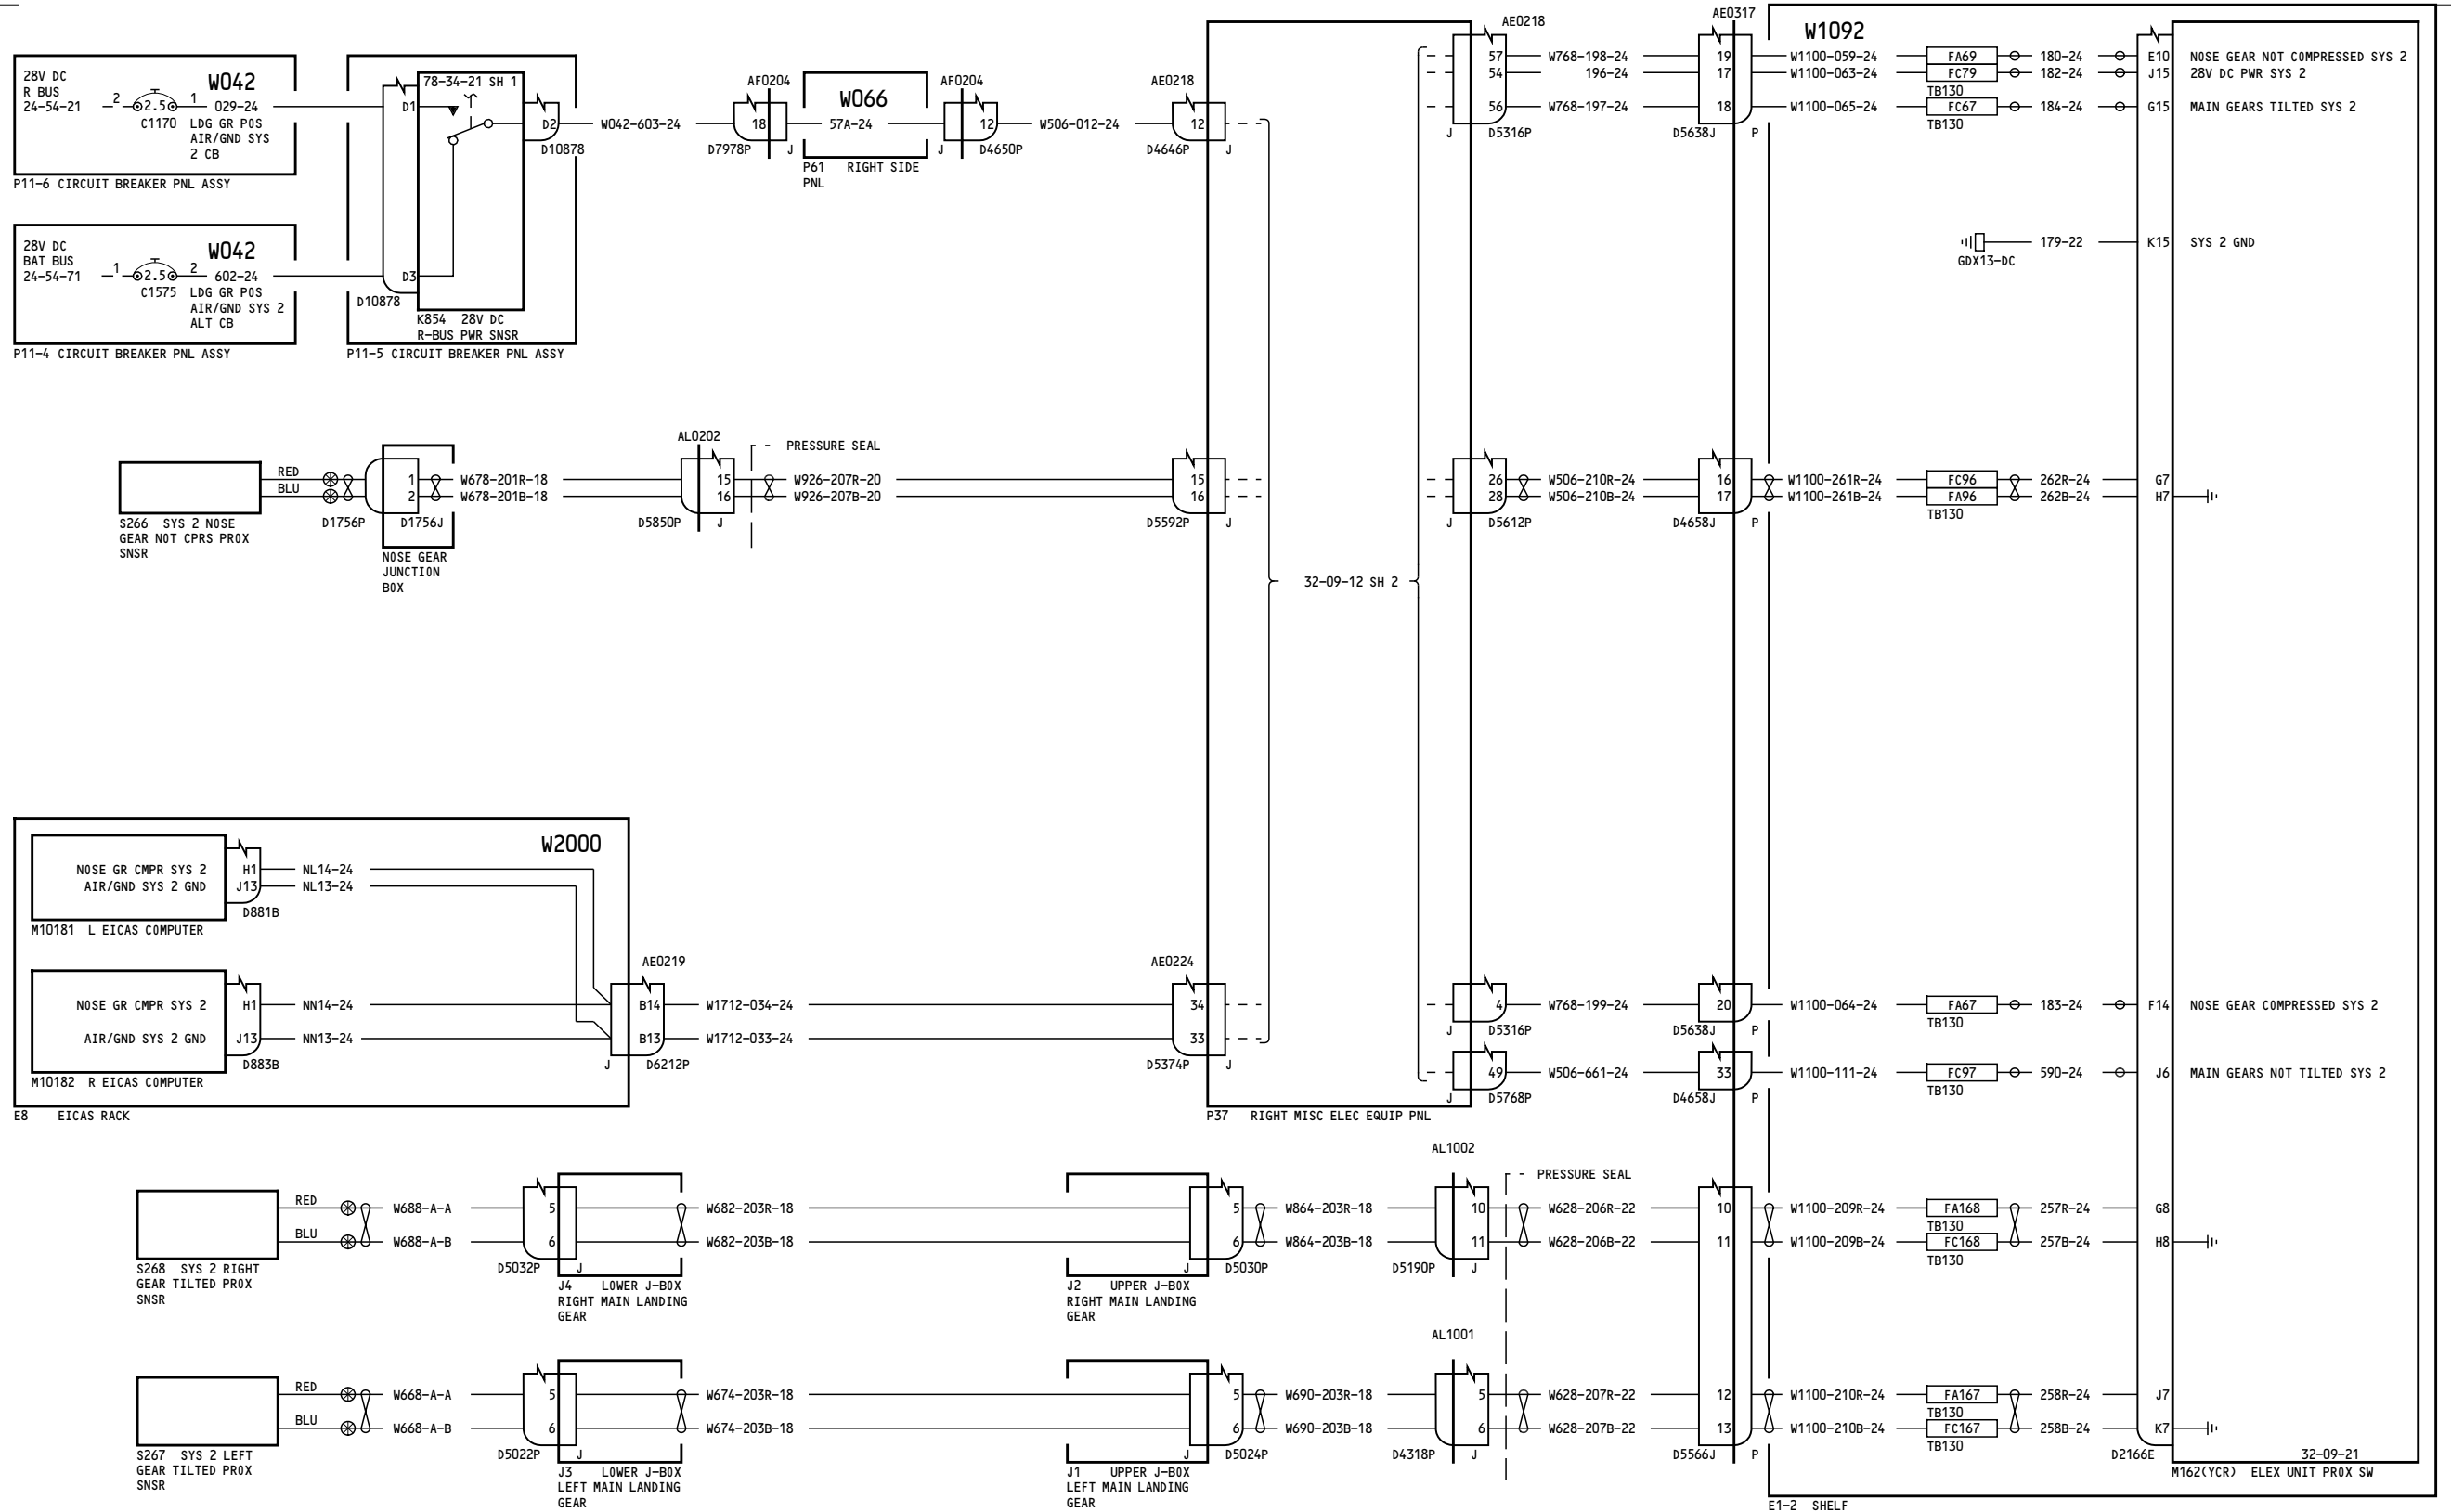 28V DC
R BUS
24-54-21
2
2.5
1
W042
029-24
C1170
LDG GR POS
AIR/GND SYS
2 CB
P11-6 CIRCUIT BREAKER PNL ASSY
28V DC
BAT BUS
24-54-71
1
2.5
2
W042
602-24
C1575
LDG GR POS
AIR/GND SYS 2
ALT CB
P11-4 CIRCUIT BREAKER PNL ASSY
78-34-21 SH 1
D1
D2
D10878
D3
D10878
K854 28V DC
R-BUS PWR SNSR
P11-5 CIRCUIT BREAKER PNL ASSY
W042-603-24
AF0204
18
D7978P
J
W066
57A-24
P61 RIGHT SIDE
PNL
AF0204
12
J
D4650P
W506-012-24
AE0218
12
D4646P
J
AE0218
57
54
56
J
D5316P
W768-198-24
196-24
W768-197-24
AE0317
19
17
18
D5638J
P
W1092
W1100-059-24
W1100-063-24
W1100-065-24
FA69
FC79
TB130
FC67
TB130
180-24
182-24
184-24
E10
J15
G15
NOSE GEAR NOT COMPRESSED SYS 2
28V DC PWR SYS 2
MAIN GEARS TILTED SYS 2
GDX13-DC
179-22
K15
SYS 2 GND
RED
BLU
S266 SYS 2 NOSE
GEAR NOT CPRS PROX
SNSR
D1756P
1
2
D1756J
NOSE GEAR
JUNCTION
BOX
W678-201R-18
W678-201B-18
AL0202
15
16
D5850P
J
PRESSURE SEAL
W926-207R-20
W926-207B-20
15
16
D5592P
J
32-09-12 SH 2
26
28
J
D5612P
W506-210R-24
W506-210B-24
16
17
D4658J
P
W1100-261R-24
W1100-261B-24
FC96
FA96
TB130
262R-24
262B-24
G7
H7
W2000
NOSE GR CMPR SYS 2
AIR/GND SYS 2 GND
H1
J13
D881B
NL14-24
NL13-24
M10181 L EICAS COMPUTER
NOSE GR CMPR SYS 2
AIR/GND SYS 2 GND
H1
J13
D883B
NN14-24
NN13-24
M10182 R EICAS COMPUTER
E8 EICAS RACK
AE0219
B14
B13
J
D6212P
W1712-034-24
W1712-033-24
AE0224
34
33
D5374P
J
P37 RIGHT MISC ELEC EQUIP PNL
4
J
D5316P
W768-199-24
20
D5638J
P
W1100-064-24
FA67
TB130
183-24
F14
NOSE GEAR COMPRESSED SYS 2
49
J
D5768P
W506-661-24
33
D4658J
P
W1100-111-24
FC97
TB130
590-24
J6
MAIN GEARS NOT TILTED SYS 2
RED
BLU
S268 SYS 2 RIGHT
GEAR TILTED PROX
SNSR
W688-A-A
W688-A-B
5
6
D5032P
J
J4 LOWER J-BOX
RIGHT MAIN LANDING
GEAR
W682-203R-18
W682-203B-18
J2 UPPER J-BOX
RIGHT MAIN LANDING
GEAR
5
6
J
D5030P
W864-203R-18
W864-203B-18
AL1002
10
11
D5190P
J
PRESSURE SEAL
W628-206R-22
W628-206B-22
10
11
W1100-209R-24
W1100-209B-24
FA168
TB130
FC168
TB130
257R-24
257B-24
G8
H8
RED
BLU
S267 SYS 2 LEFT
GEAR TILTED PROX
SNSR
W668-A-A
W668-A-B
5
6
D5022P
J
J3 LOWER J-BOX
LEFT MAIN LANDING
GEAR
W674-203R-18
W674-203B-18
J1 UPPER J-BOX
LEFT MAIN LANDING
GEAR
5
6
J
D5024P
W690-203R-18
W690-203B-18
AL1001
5
6
D4318P
J
W628-207R-22
W628-207B-22
12
13
D5566J
P
W1100-210R-24
W1100-210B-24
FA167
TB130
FC167
TB130
258R-24
258B-24
J7
K7
D2166E
32-09-21
M162(YCR) ELEX UNIT PROX SW
E1-2 SHELF